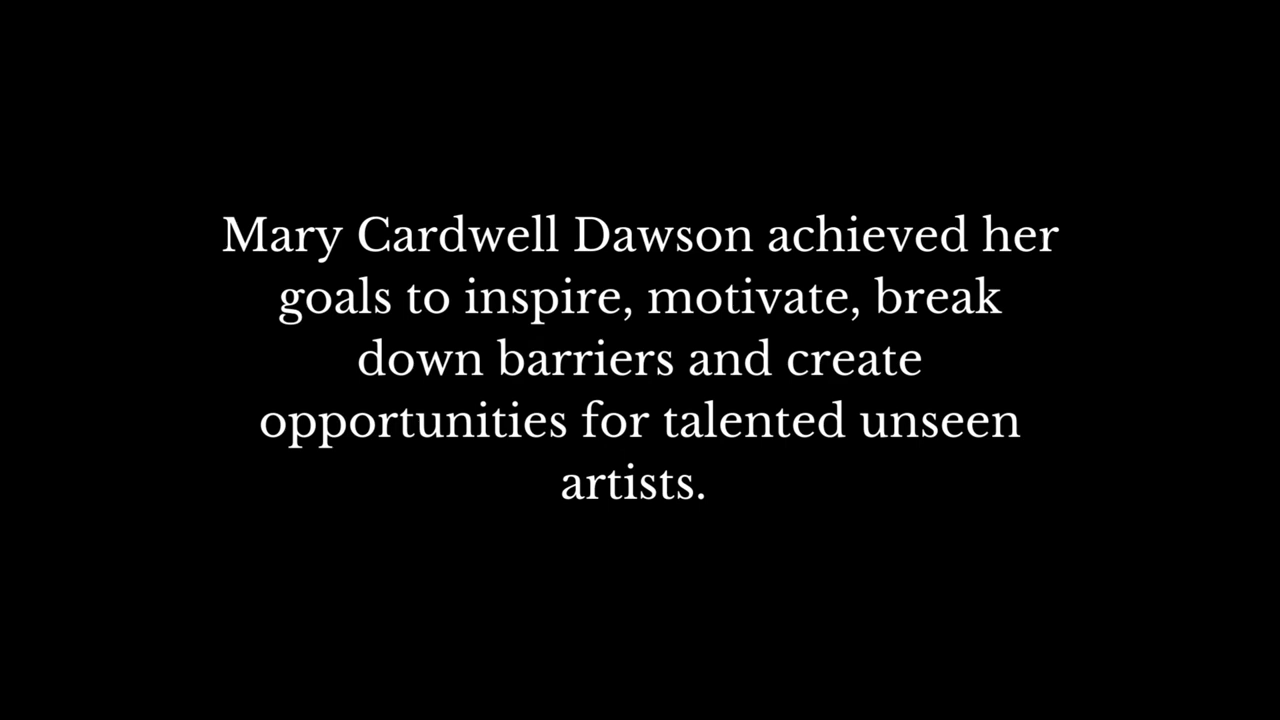 Mary Cardwell Dawson achieved her
goals to inspire, motivate, break
down barriers and create
opportunities for talented unseen
artists.